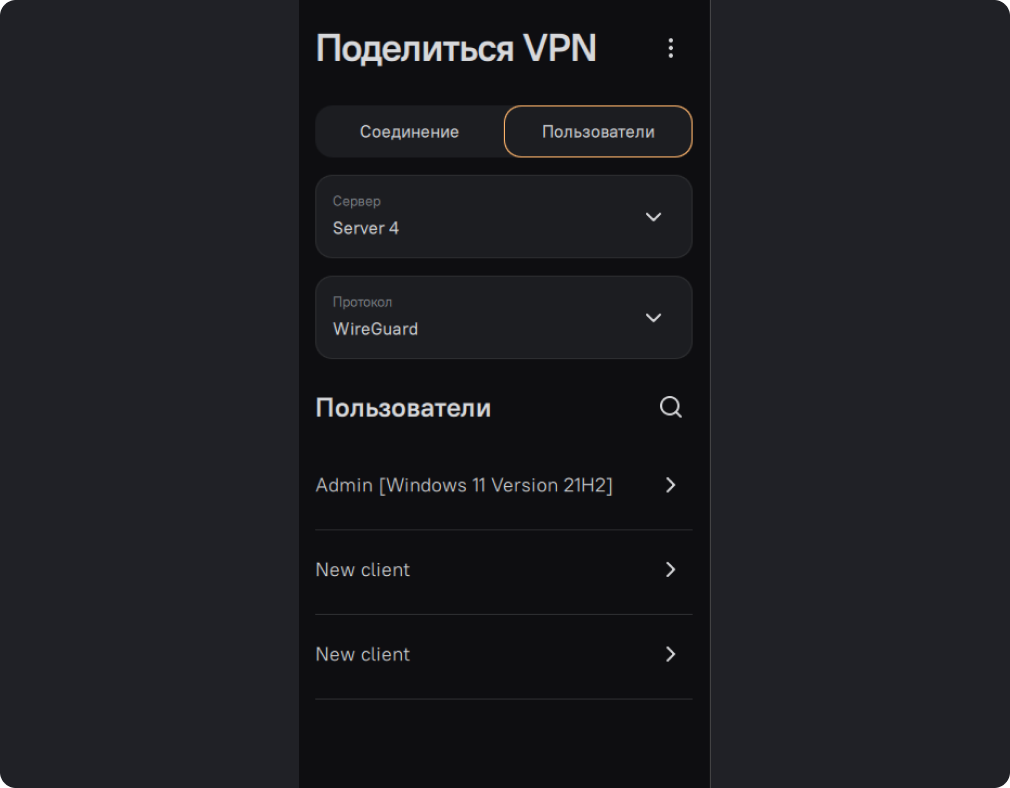 Поделиться VPN
Соединение
Пользователи
Сервер
Server 4
Протокол
WireGuard
Пользователи
Admin [Windows 11 Version 21H2]
New client
New client